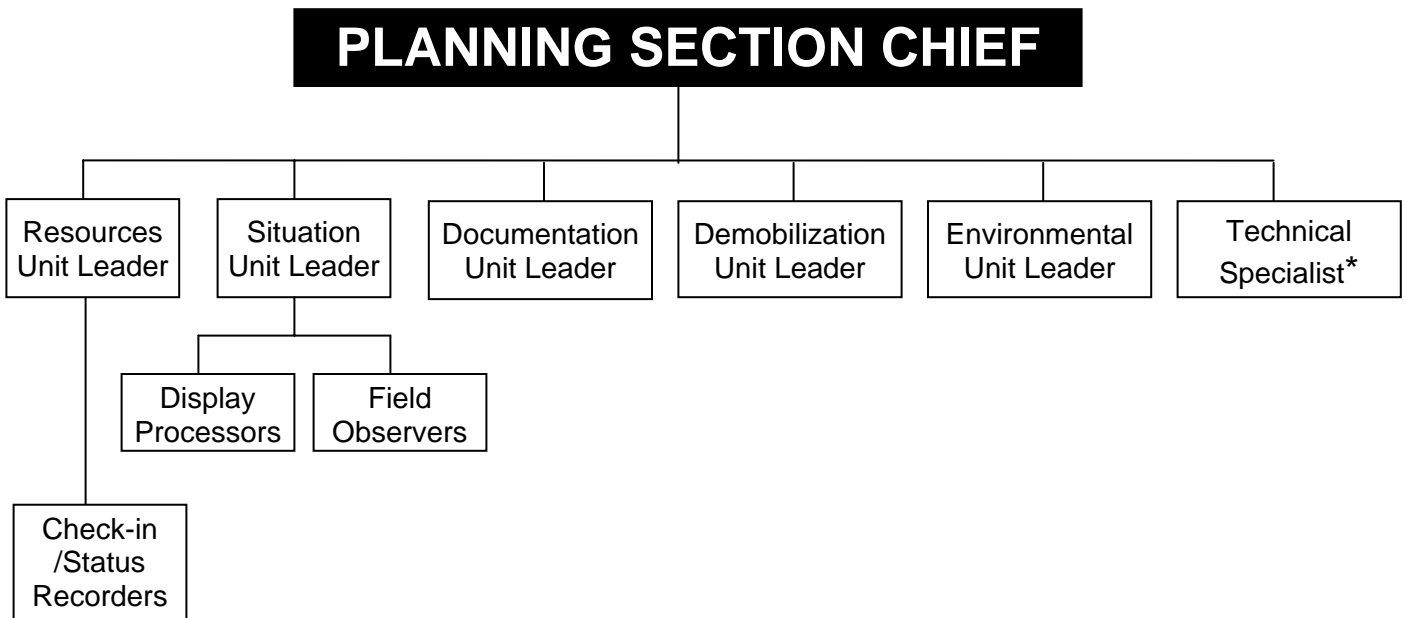 PLANNING SECTION CHIEF
Resources
Unit Leader
Situation
Unit Leader
Documentation
Unit Leader
Demobilization
Unit Leader
Environmental
Unit Leader
Technical
Specialist*
Display
Processors
Field
Observers
Check-in
/Status
Recorders